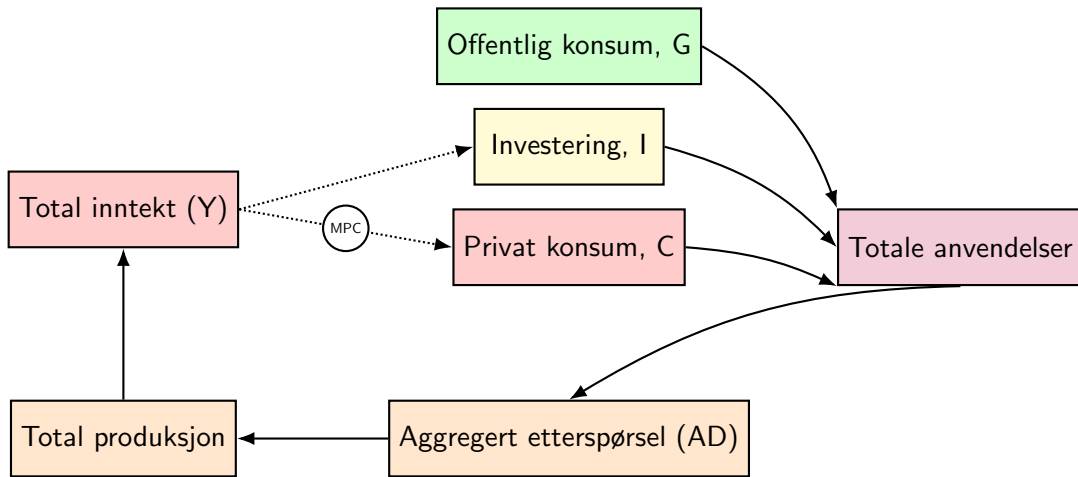 Offentlig konsum, G
Investering, I
Total inntekt (Y)
MPC
Privat konsum, C
Totale anvendelser
Total produksjon
Aggregert etterspørsel (AD)